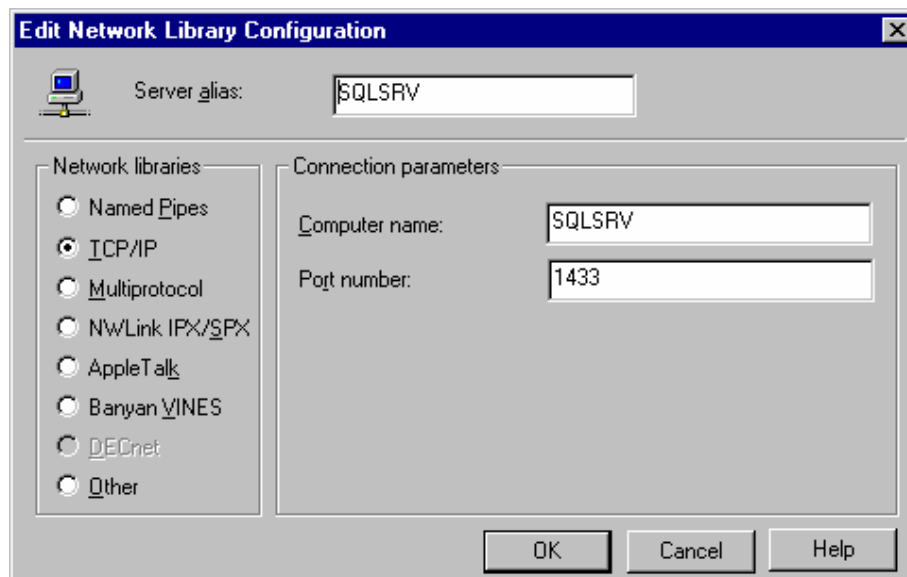 Edit Network Library Configuration
Server alias: SQLSRV
Network libraries
Named Pipes
TCP/IP
Multiprotocol
NWLink IPX/SPX
AppleTalk
Banyan VINES
DECnet
Other
Connection parameters
Computer name: SQLSRV
Port number: 1433
OK Cancel Help